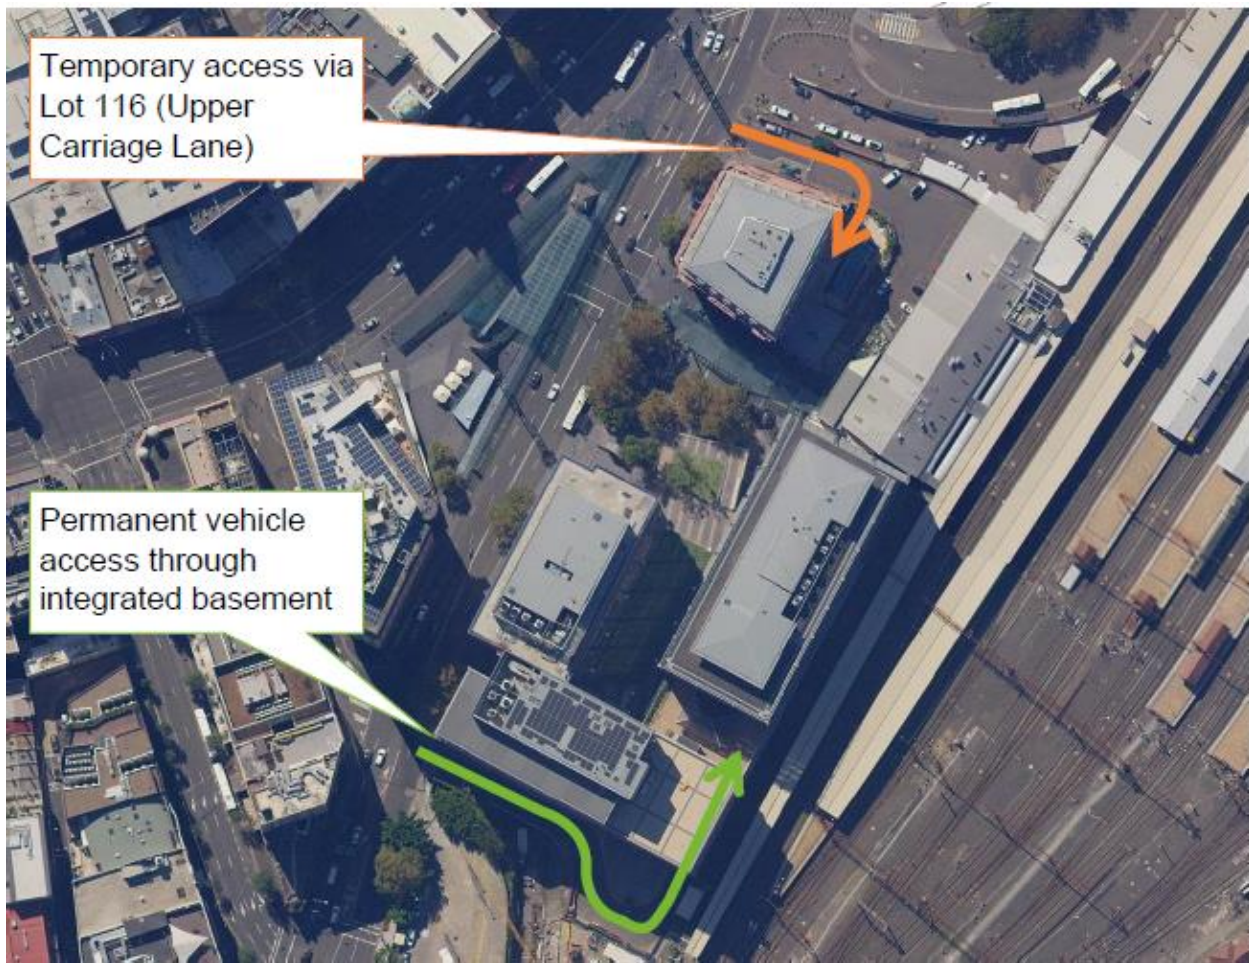 Temporary access via
Lot 116 (Upper
Carriage Lane)
Permanent vehicle
access through
integrated basement